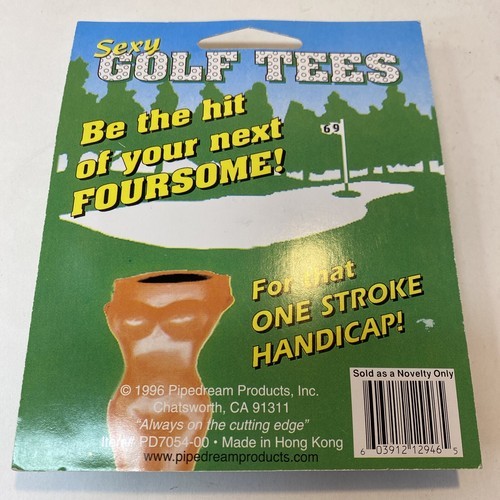 Sexy
GOLF TEES
Be the hit
of your next
FOURSOME!
69
For that
ONE STROKE
HANDICAP!
Sold as a Novelty Only
© 1996 Pipedream Products, Inc.
Chatsworth, CA 91311
"Always on the cutting edge"
Item# PD7054-00 • Made in Hong Kong
www.pipedreamproducts.com
6 03912 12946 5